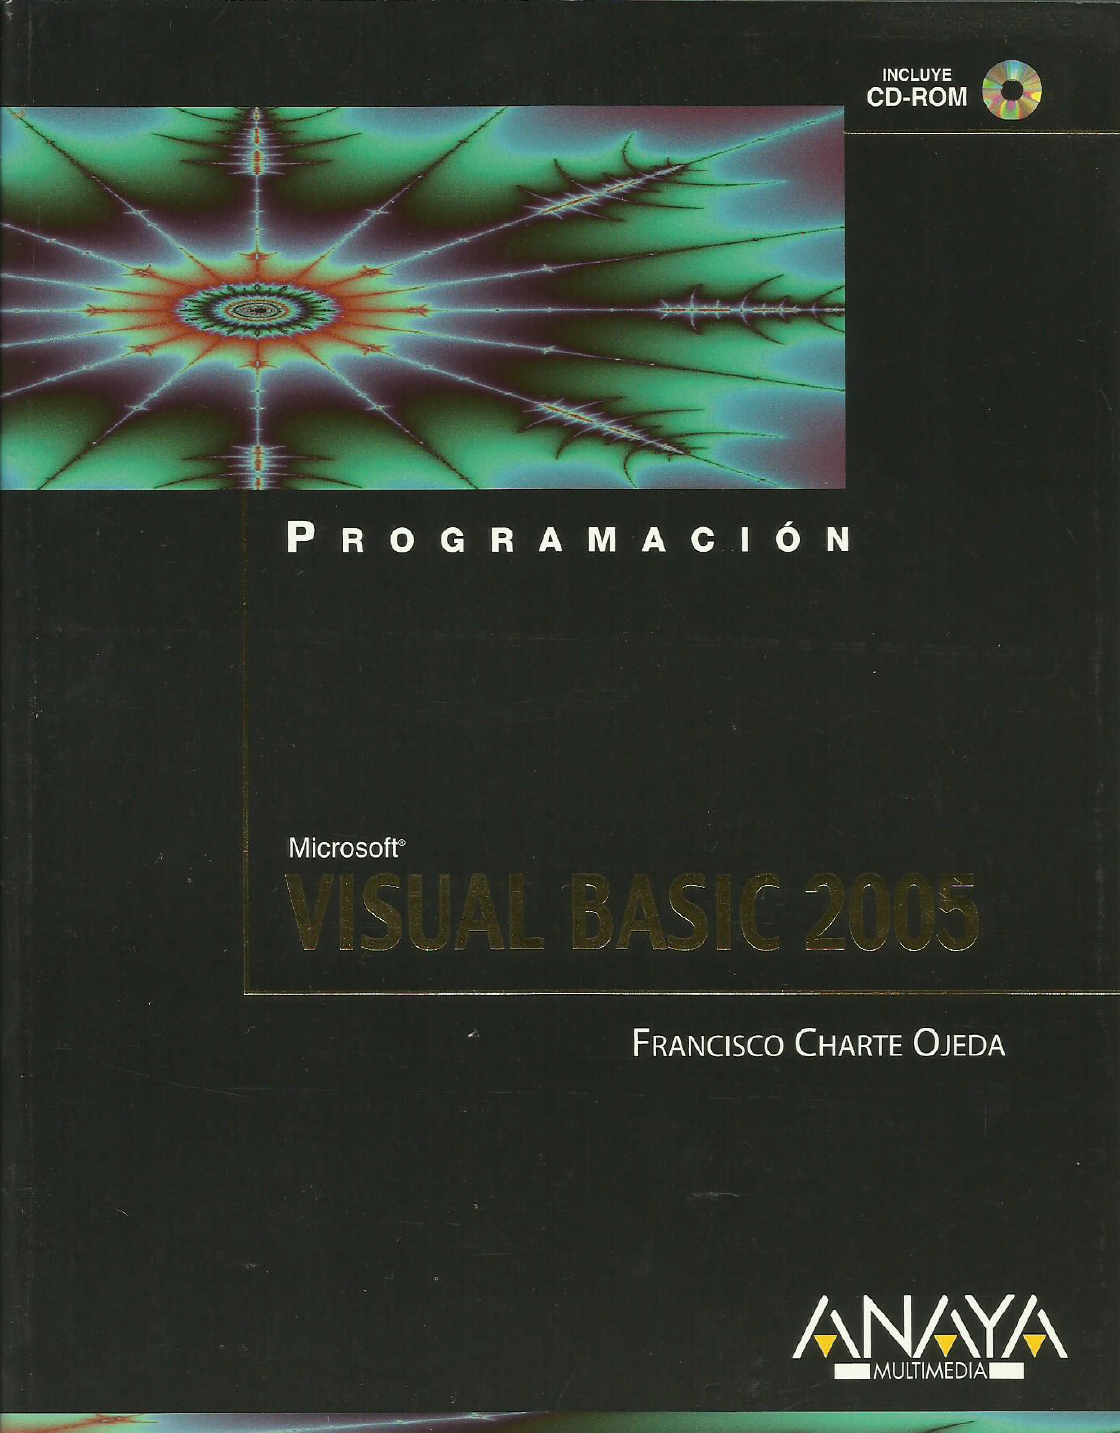 INCLUYE
CD-ROM
PROGRAMACIÓN
Microsoft®
VISUAL BASIC 2005
FRANCISCO CHARTE OJEDA
ANAYA
MULTIMEDIA